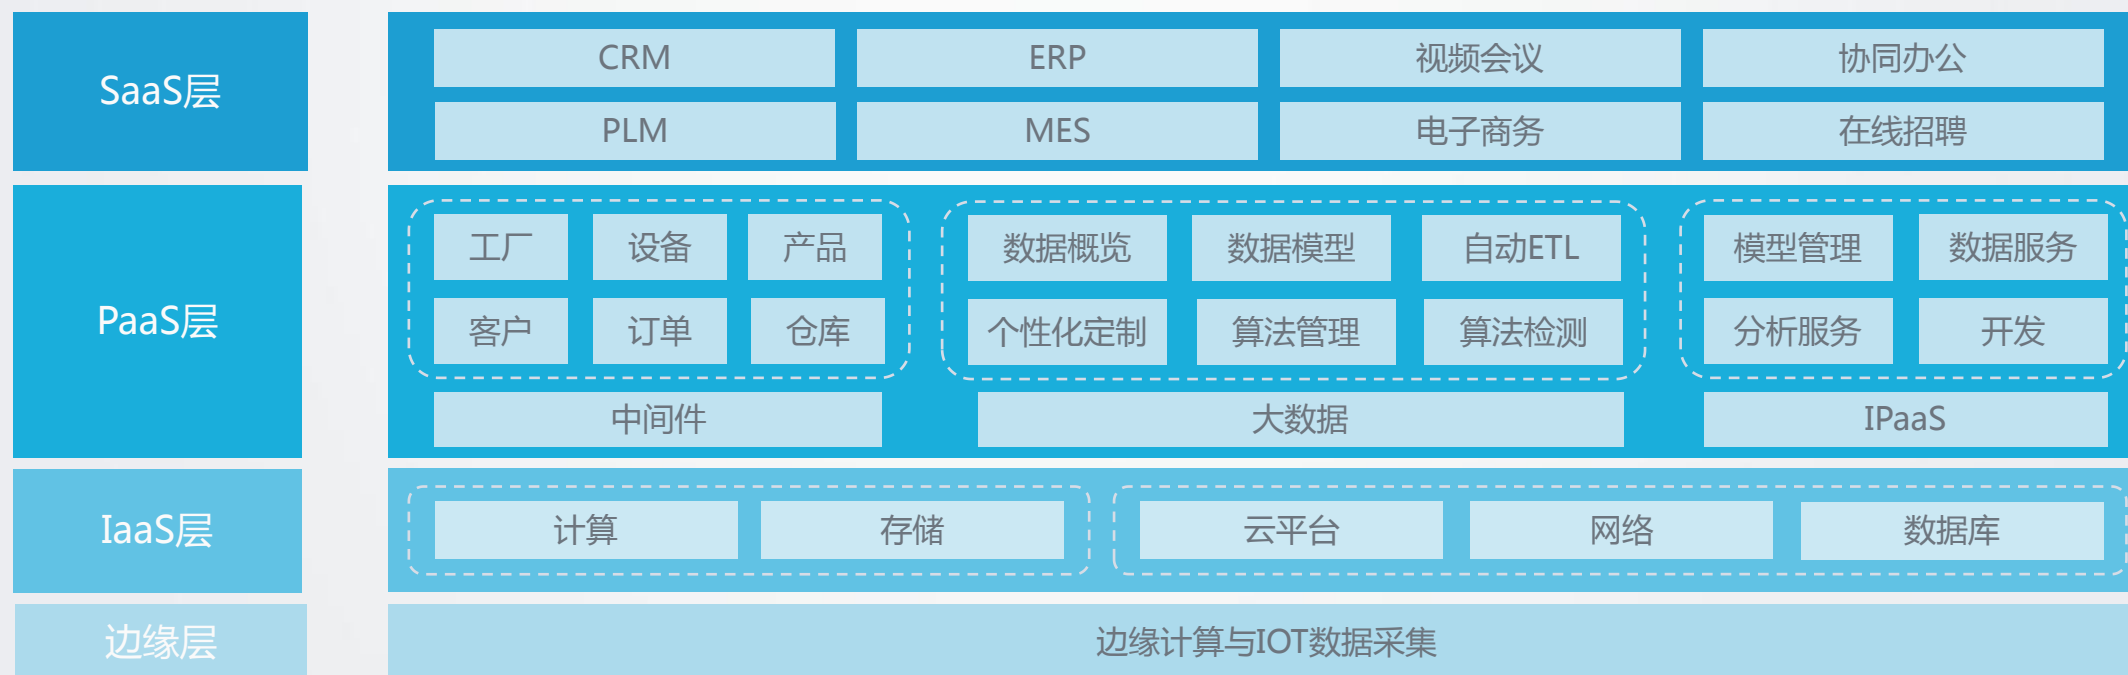 SaaS层
CRM
ERP
视频会议
协同办公
PLM
MES
电子商务
在线招聘
PaaS层
工厂
设备
产品
客户
订单
仓库
中间件
数据概览
数据模型
自动ETL
个性化定制
算法管理
算法检测
大数据
模型管理
数据服务
分析服务
开发
IPaaS
IaaS层
计算
存储
云平台
网络
数据库
边缘层
边缘计算与IOT数据采集